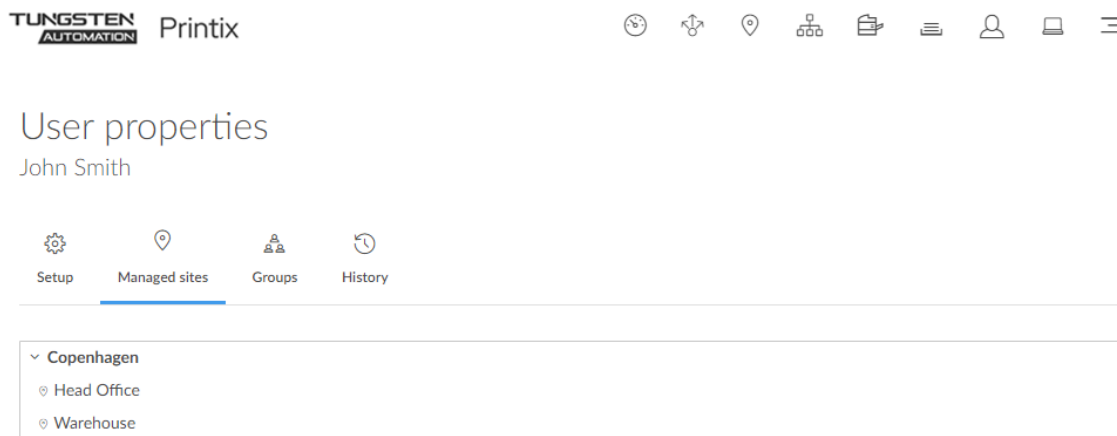 TUNGSTEN
AUTOMATION
Printix
User properties
John Smith
Setup
Managed sites
Groups
History
Copenhagen
Head Office
Warehouse